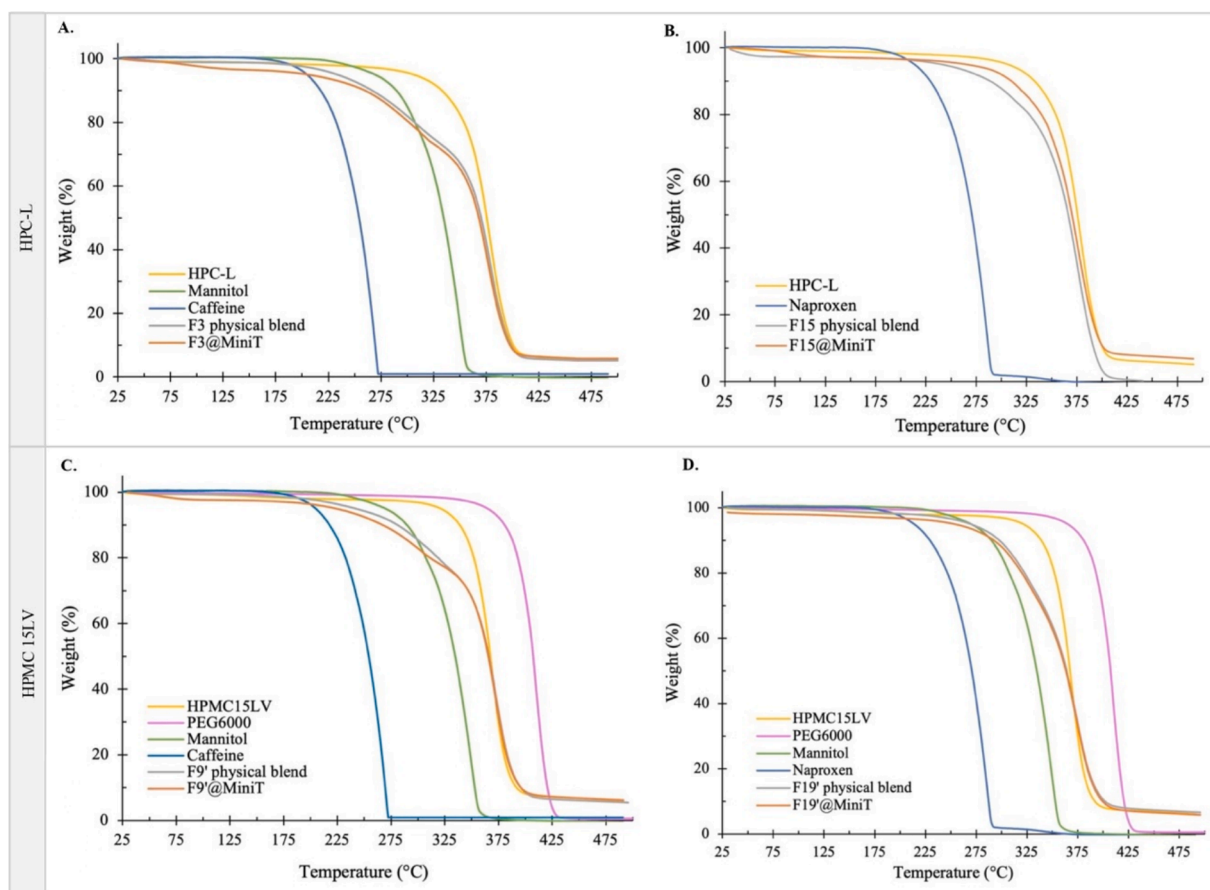 HPC-L
A.
Weight (%)
100
80
60
40
20
0
HPC-L
Mannitol
Caffeine
F3 physical blend
F3@MiniT
25 75 125 175 225 275 325 375 425 475
Temperature (°C)
B.
Weight (%)
100
80
60
40
20
0
HPC-L
Naproxen
F15 physical blend
F15@MiniT
25 75 125 175 225 275 325 375 425 475
Temperature (°C)
HPMC 15LV
C.
Weight (%)
100
80
60
40
20
0
HPMC15LV
PEG6000
Mannitol
Caffeine
F9' physical blend
F9'@MiniT
25 75 125 175 225 275 325 375 425 475
Temperature (°C)
D.
Weight (%)
100
80
60
40
20
0
HPMC15LV
PEG6000
Mannitol
Naproxen
F19' physical blend
F19'@MiniT
25 75 125 175 225 275 325 375 425 475
Temperature (°C)